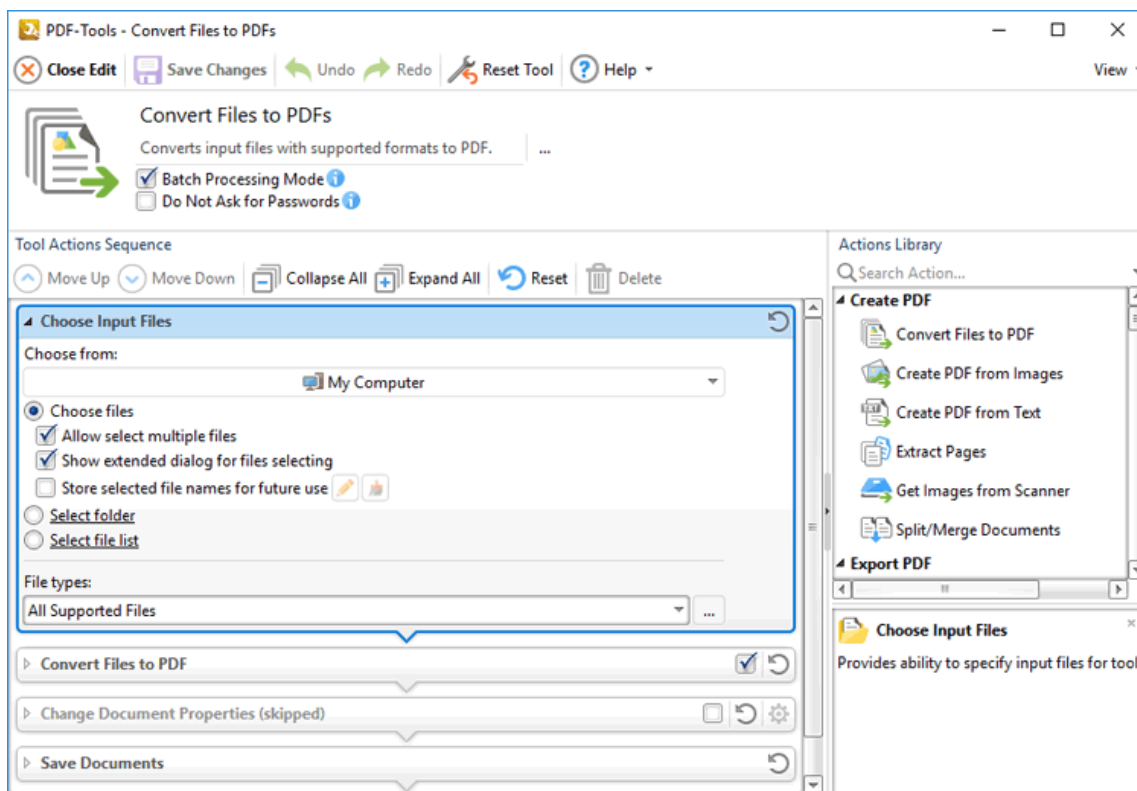 PDF-Tools - Convert Files to PDFs
Close Edit Save Changes Undo Redo Reset Tool ? Help View
Convert Files to PDFs
Converts input files with supported formats to PDF. ...
Batch Processing Mode i
Do Not Ask for Passwords i
Tool Actions Sequence
Move Up Move Down Collapse All Expand All Reset Delete
Choose Input Files
Choose from:
My Computer
Choose files
Allow select multiple files
Show extended dialog for files selecting
Store selected file names for future use
Select folder
Select file list
File types:
All Supported Files ...
Convert Files to PDF
Change Document Properties (skipped)
Save Documents
Actions Library
Search Action...
Create PDF
Convert Files to PDF
Create PDF from Images
Create PDF from Text
Extract Pages
Get Images from Scanner
Split/Merge Documents
Export PDF
Choose Input Files
Provides ability to specify input files for tool